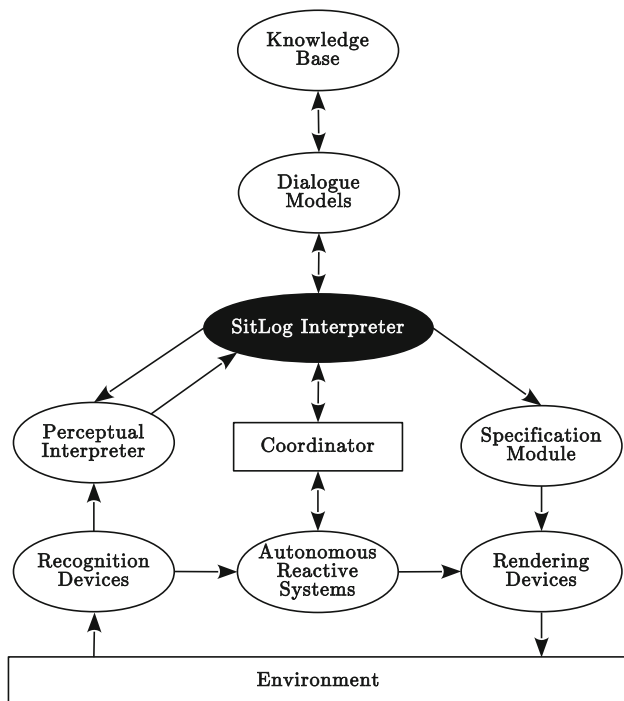 Knowledge
Base
Dialogue
Models
SitLog Interpreter
Perceptual
Interpreter
Coordinator
Specification
Module
Recognition
Devices
Autonomous
Reactive
Systems
Rendering
Devices
Environment